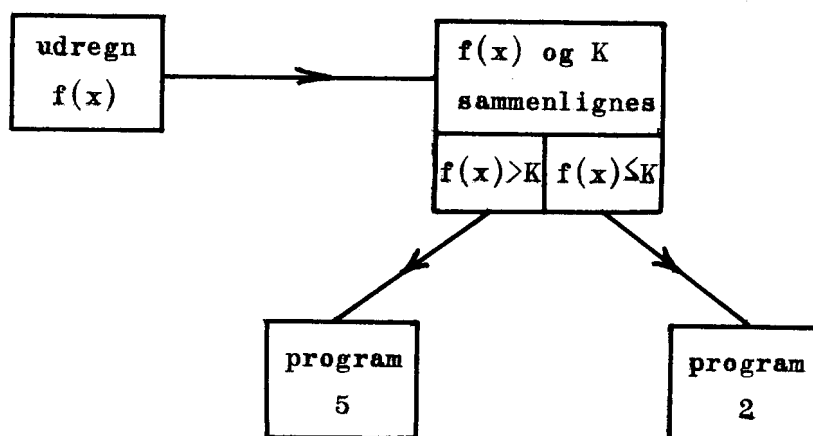 udregn
f(x)
f(x) og K
sammenlignes
f(x)>K
f(x)≤K
program
5
program
2